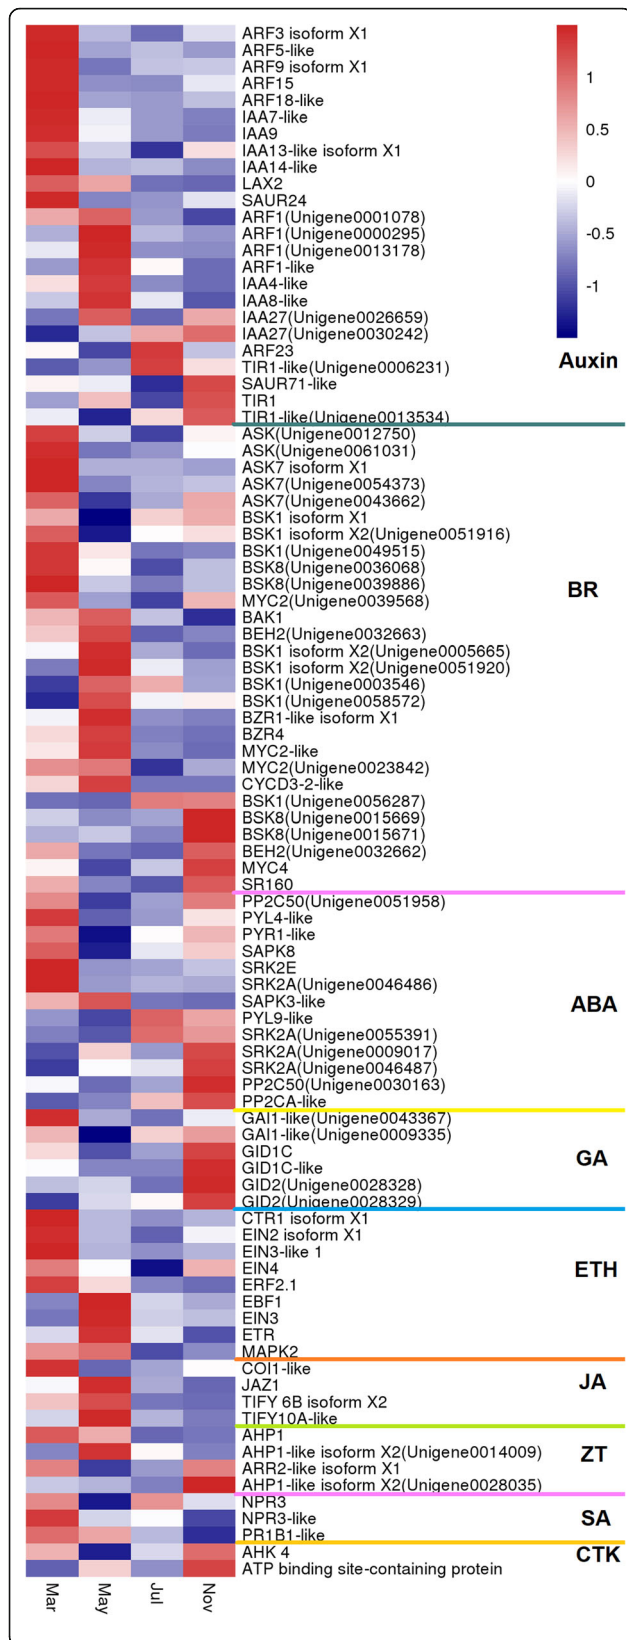 ARF3 isoform X1
ARF5-like
ARF9 isoform X1
ARF15
ARF18-like
IAA7-like
IAA9
IAA13-like isoform X1
IAA14-like
LAX2
SAUR24
ARF1(Unigene0001078)
ARF1(Unigene0000295)
ARF1(Unigene0013178)
ARF1-like
IAA4-like
IAA8-like
IAA27(Unigene0026659)
IAA27(Unigene0030242)
ARF23
TIR1-like(Unigene0006231)
SAUR71-like
TIR1
TIR1-like(Unigene0013534)
1
0.5
0
-0.5
-1
Auxin
ASK(Unigene0012750)
ASK(Unigene0061031)
ASK7 isoform X1
ASK7(Unigene0054373)
ASK7(Unigene0043662)
BSK1 isoform X1
BSK1 isoform X2(Unigene0051916)
BSK1(Unigene0049515)
BSK8(Unigene0036068)
BSK8(Unigene0039886)
MYC2(Unigene0039568)
BAK1
BEH2(Unigene0032663)
BSK1 isoform X2(Unigene0005665)
BSK1 isoform X2(Unigene0051920)
BSK1(Unigene0003546)
BSK1(Unigene0058572)
BZR1-like isoform X1
BZR4
MYC2-like
MYC2(Unigene0023842)
CYCD3-2-like
BSK1(Unigene0056287)
BSK8(Unigene0015669)
BSK8(Unigene0015671)
BEH2(Unigene0032662)
MYC4
SR160
BR
PP2C50(Unigene0051958)
PYL4-like
PYR1-like
SAPK8
SRK2E
SRK2A(Unigene0046486)
SAPK3-like
PYL9-like
SRK2A(Unigene0055391)
SRK2A(Unigene0009017)
SRK2A(Unigene0046487)
PP2C50(Unigene0030163)
PP2CA-like
ABA
GAI1-like(Unigene0043367)
GAI1-like(Unigene0009335)
GID1C
GID1C-like
GID2(Unigene0028328)
GID2(Unigene0028329)
GA
CTR1 isoform X1
EIN2 isoform X1
EIN3-like 1
EIN4
ERF2.1
EBF1
EIN3
ETR
MAPK2
ETH
COI1-like
JAZ1
TIFY 6B isoform X2
TIFY10A-like
JA
AHP1
AHP1-like isoform X2(Unigene0014009)
ARR2-like isoform X1
AHP1-like isoform X2(Unigene0028035)
ZT
NPR3
NPR3-like
PR1B1-like
SA
AHK 4
ATP binding site-containing protein
CTK
Mar
May
Jul
Nov